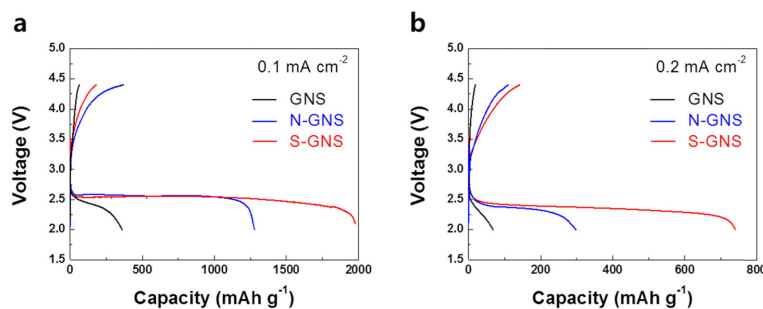 a
0.1 mA cm-2
GNS
N-GNS
S-GNS
Voltage (V)
5.0
4.5
4.0
3.5
3.0
2.5
2.0
1.5
0
500
1000
1500
2000
Capacity (mAh g-1)
b
0.2 mA cm-2
GNS
N-GNS
S-GNS
Voltage (V)
5.0
4.5
4.0
3.5
3.0
2.5
2.0
1.5
0
200
400
600
800
Capacity (mAh g-1)